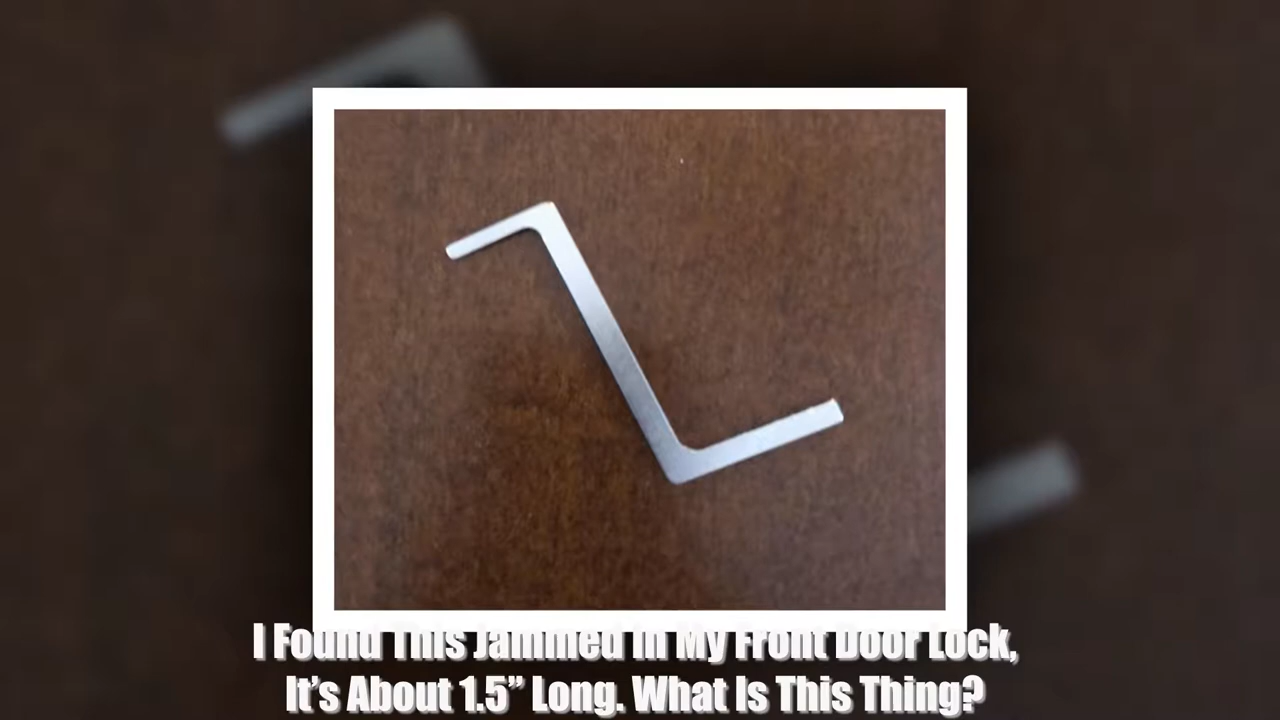 I Found This Jammed In My Front Door Lock,
It’s About 1.5” Long. What Is This Thing?